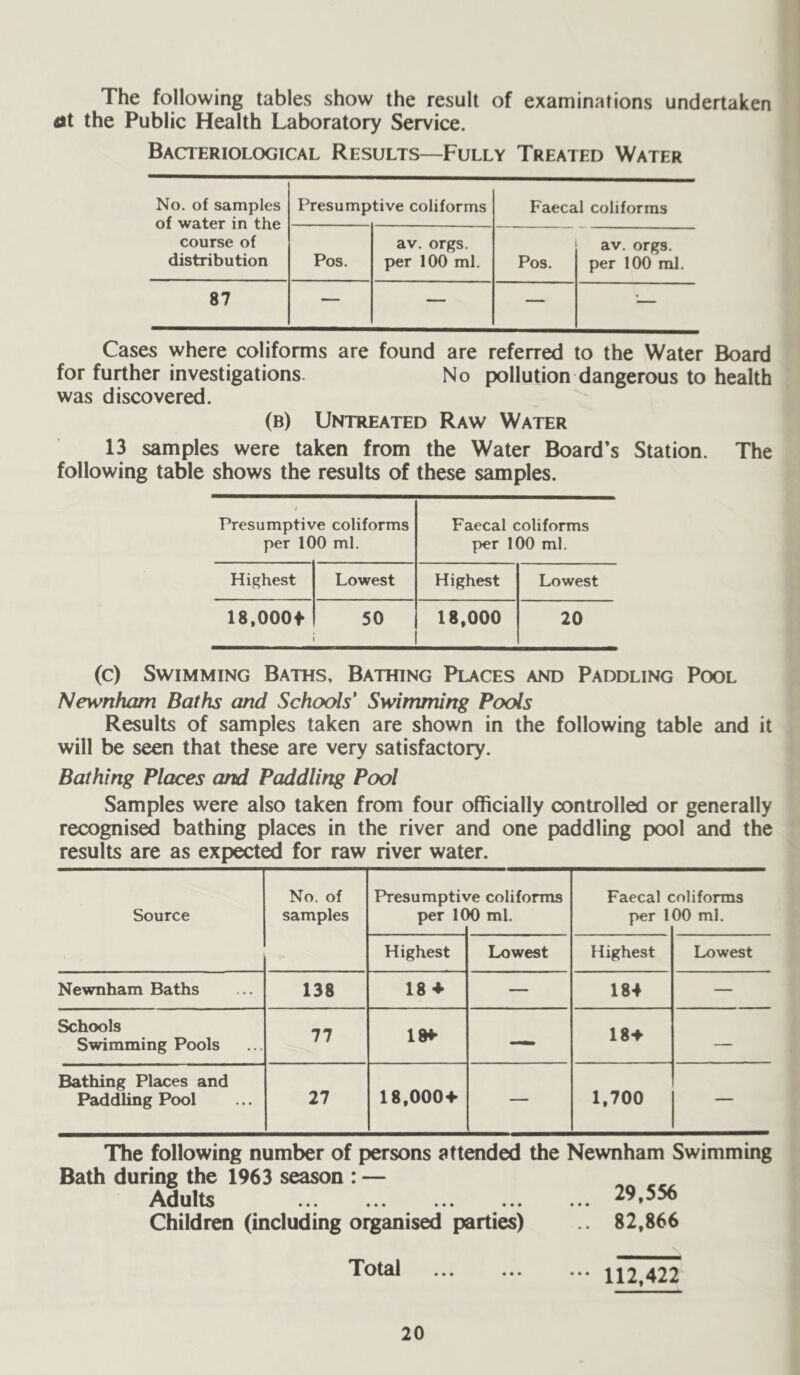 The following tables show the result of examinations undertaken
at the Public Health Laboratory Service.
Bacteriological Results—Fully Treated Water
No. of samples of water in the course of distribution | Presumptive coliforms | Faecal coliforms
Pos. | av. orgs. per 100 ml. | Pos. | av. orgs. per 100 ml.
87 | — | — | — | —
Cases where coliforms are found are referred to the Water Board
for further investigations. No pollution dangerous to health
was discovered.
(b) Untreated Raw Water
13 samples were taken from the Water Board's Station. The
following table shows the results of these samples.
Presumptive coliforms per 100 ml. | Faecal coliforms per 100 ml.
Highest | Lowest | Highest | Lowest
18,000+ | 50 | 18,000 | 20
(c) Swimming Baths, Bathing Places and Paddling Pool
Newnham Baths and Schools' Swimming Pools
Results of samples taken are shown in the following table and it
will be seen that these are very satisfactory.
Bathing Places and Paddling Pool
Samples were also taken from four officially controlled or generally
recognised bathing places in the river and one paddling pool and the
results are as expected for raw river water.
Source | No. of samples | Presumptive coliforms per 100 ml. | Faecal coliforms per 100 ml.
Highest | Lowest | Highest | Lowest
Newnham Baths ... | 138 | 18+ | — | 18+ | —
Schools Swimming Pools ... | 77 | 18+ | — | 18+ | —
Bathing Places and Paddling Pool ... | 27 | 18,000+ | — | 1,700 | —
The following number of persons attended the Newnham Swimming
Bath during the 1963 season : —
Adults ... ... ... ... ... 29,556
Children (including organised parties) .. 82,866
Total ... ... ... 112,422
20